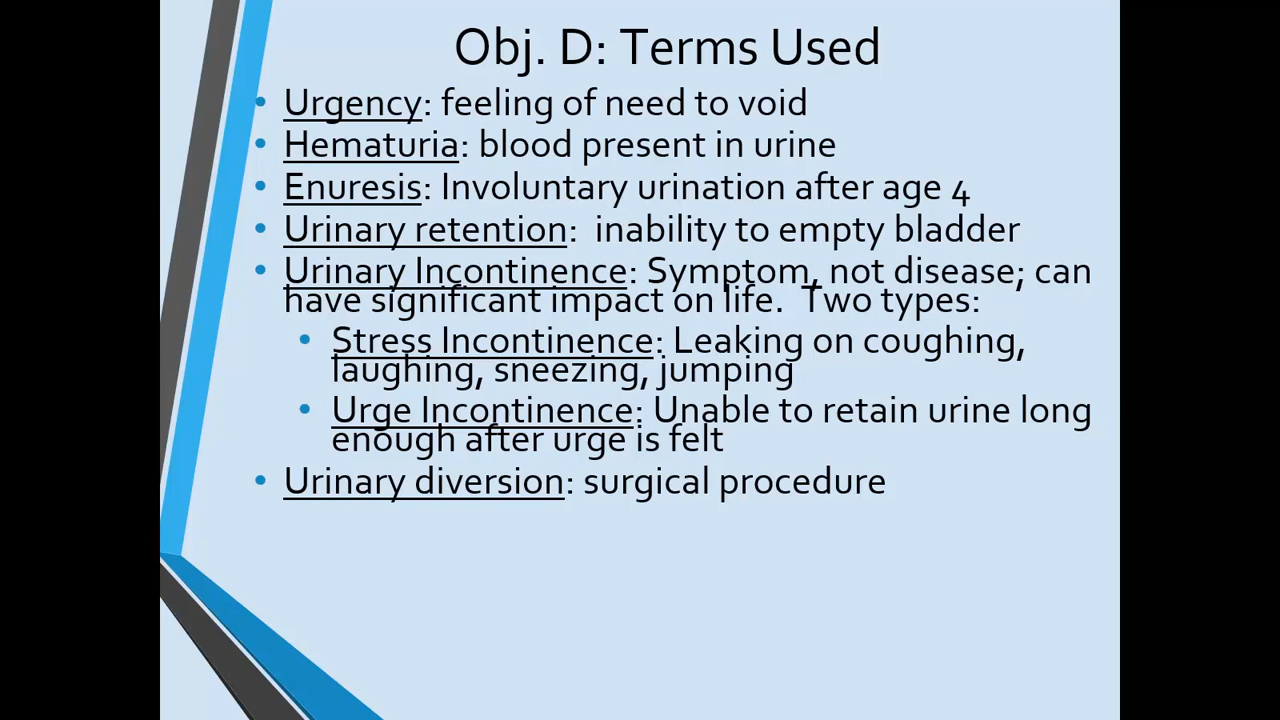 Obj. D: Terms Used
• Urgency: feeling of need to void
• Hematuria: blood present in urine
• Enuresis: Involuntary urination after age 4
• Urinary retention:  inability to empty bladder
• Urinary Incontinence: Symptom, not disease; can
have significant impact on life.  Two types:
• Stress Incontinence: Leaking on coughing,
laughing, sneezing, jumping
• Urge Incontinence: Unable to retain urine long
enough after urge is felt
• Urinary diversion: surgical procedure